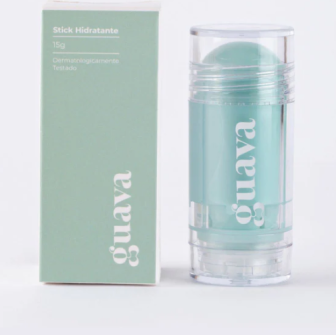 Stick Hidratante
15g
Dermatologicamente
Testado
guava
guava